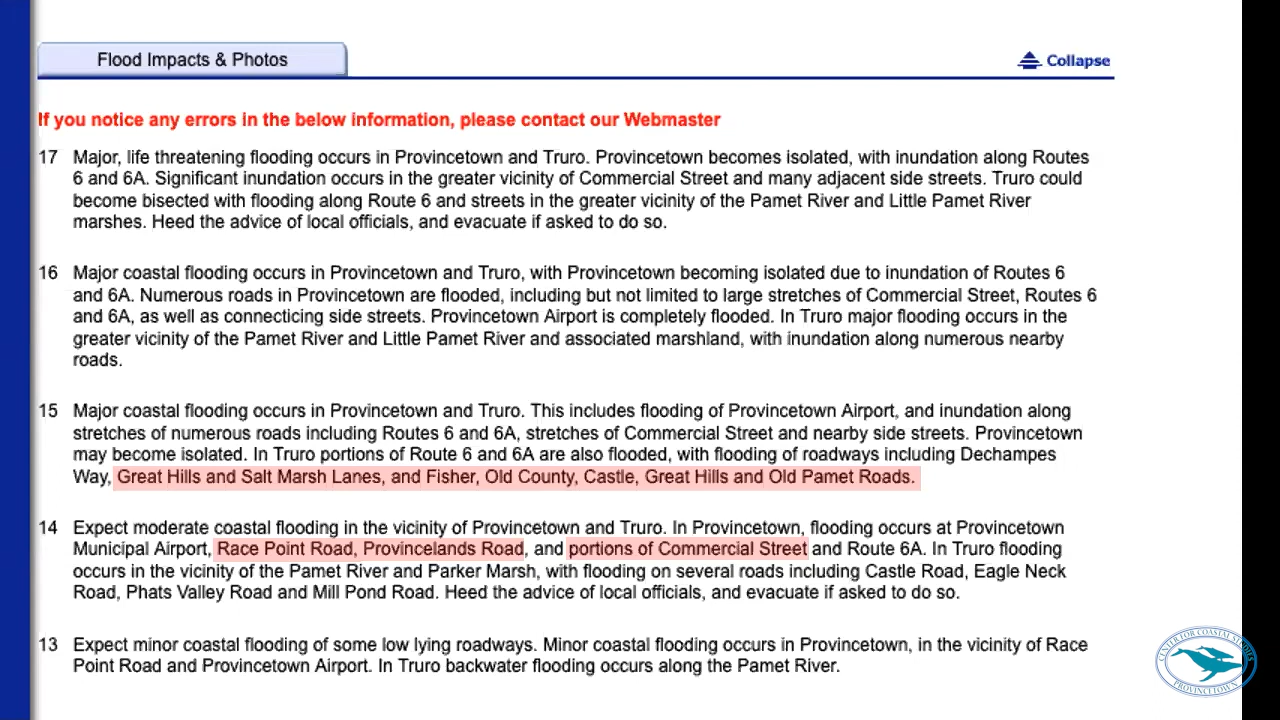 Flood Impacts & Photos
Collapse
If you notice any errors in the below information, please contact our Webmaster
17 Major, life threatening flooding occurs in Provincetown and Truro. Provincetown becomes isolated, with inundation along Routes
6 and 6A. Significant inundation occurs in the greater vicinity of Commercial Street and many adjacent side streets. Truro could
become bisected with flooding along Route 6 and streets in the greater vicinity of the Pamet River and Little Pamet River
marshes. Heed the advice of local officials, and evacuate if asked to do so.
16 Major coastal flooding occurs in Provincetown and Truro, with Provincetown becoming isolated due to inundation of Routes 6
and 6A. Numerous roads in Provincetown are flooded, including but not limited to large stretches of Commercial Street, Routes 6
and 6A, as well as connecticing side streets. Provincetown Airport is completely flooded. In Truro major flooding occurs in the
greater vicinity of the Pamet River and Little Pamet River and associated marshland, with inundation along numerous nearby
roads.
15 Major coastal flooding occurs in Provincetown and Truro. This includes flooding of Provincetown Airport, and inundation along
stretches of numerous roads including Routes 6 and 6A, stretches of Commercial Street and nearby side streets. Provincetown
may become isolated. In Truro portions of Route 6 and 6A are also flooded, with flooding of roadways including Dechampes
Way, Great Hills and Salt Marsh Lanes, and Fisher, Old County, Castle, Great Hills and Old Pamet Roads.
14 Expect moderate coastal flooding in the vicinity of Provincetown and Truro. In Provincetown, flooding occurs at Provincetown
Municipal Airport, Race Point Road, Provincelands Road, and portions of Commercial Street and Route 6A. In Truro flooding
occurs in the vicinity of the Pamet River and Parker Marsh, with flooding on several roads including Castle Road, Eagle Neck
Road, Phats Valley Road and Mill Pond Road. Heed the advice of local officials, and evacuate if asked to do so.
13 Expect minor coastal flooding of some low lying roadways. Minor coastal flooding occurs in Provincetown, in the vicinity of Race
Point Road and Provincetown Airport. In Truro backwater flooding occurs along the Pamet River.
CENTER FOR COASTAL STUDIES
PROVINCETOWN